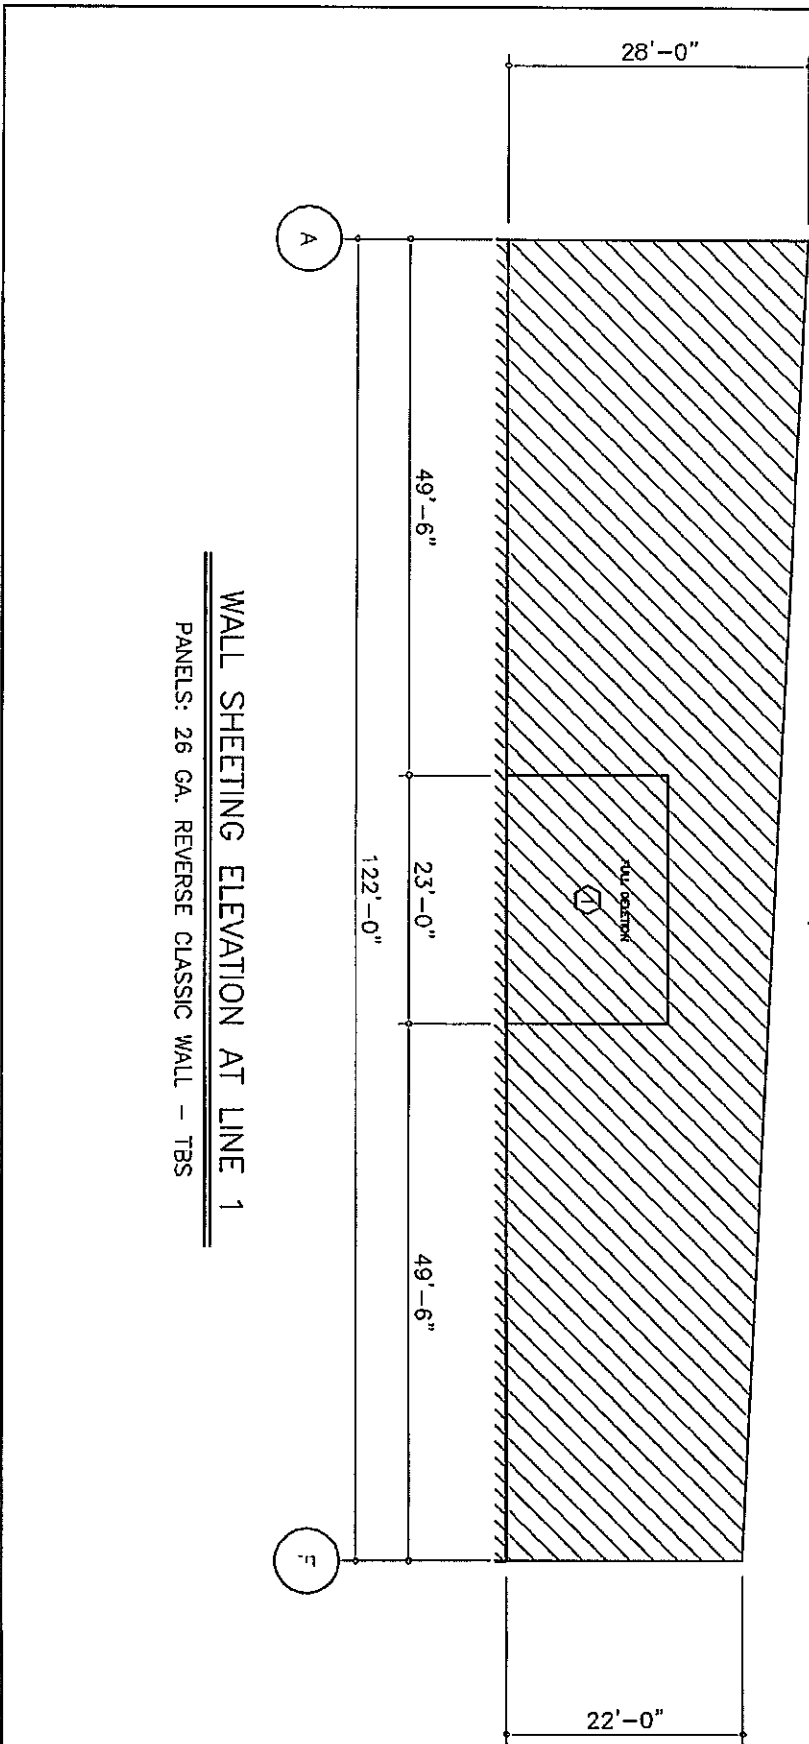 28'-0"
FULL DELETION
1
22'-0"
49'-6"
23'-0"
49'-6"
122'-0"
A
F
WALL SHEETING ELEVATION AT LINE 1
PANELS: 26 GA. REVERSE CLASSIC WALL - TBS